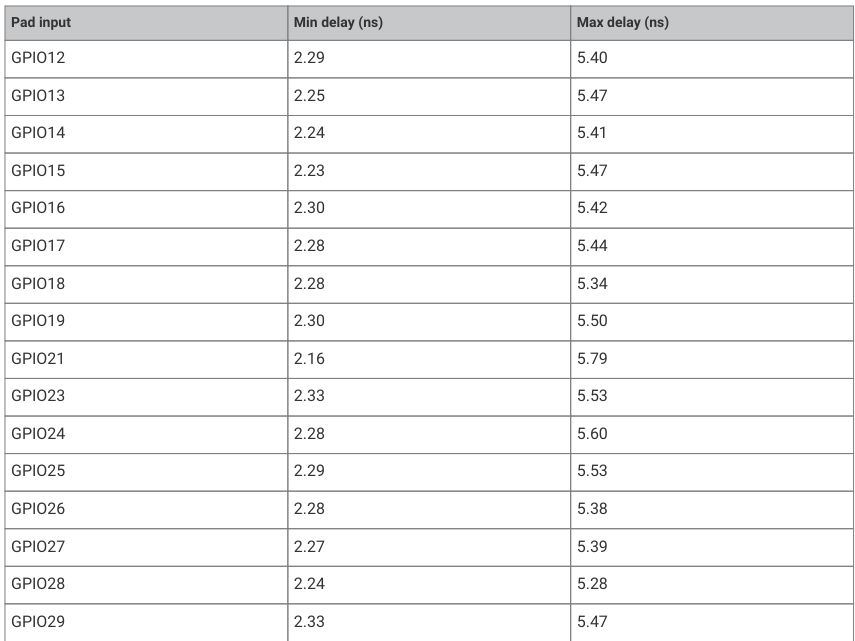 Pad input Min delay (ns) Max delay (ns)
GPIO12 2.29 5.40
GPIO13 2.25 5.47
GPIO14 2.24 5.41
GPIO15 2.23 5.47
GPIO16 2.30 5.42
GPIO17 2.28 5.44
GPIO18 2.28 5.34
GPIO19 2.30 5.50
GPIO21 2.16 5.79
GPIO23 2.33 5.53
GPIO24 2.28 5.60
GPIO25 2.29 5.53
GPIO26 2.28 5.38
GPIO27 2.27 5.39
GPIO28 2.24 5.28
GPIO29 2.33 5.47